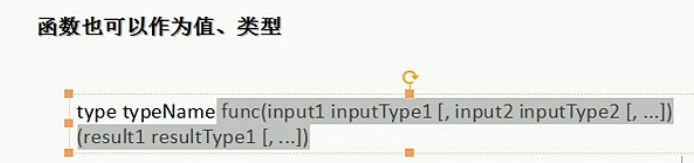 函数也可以作为值、类型
type typeName func(input1 inputType1 [, input2 inputType2 [, ...])
(result1 resultType1 [, ...])